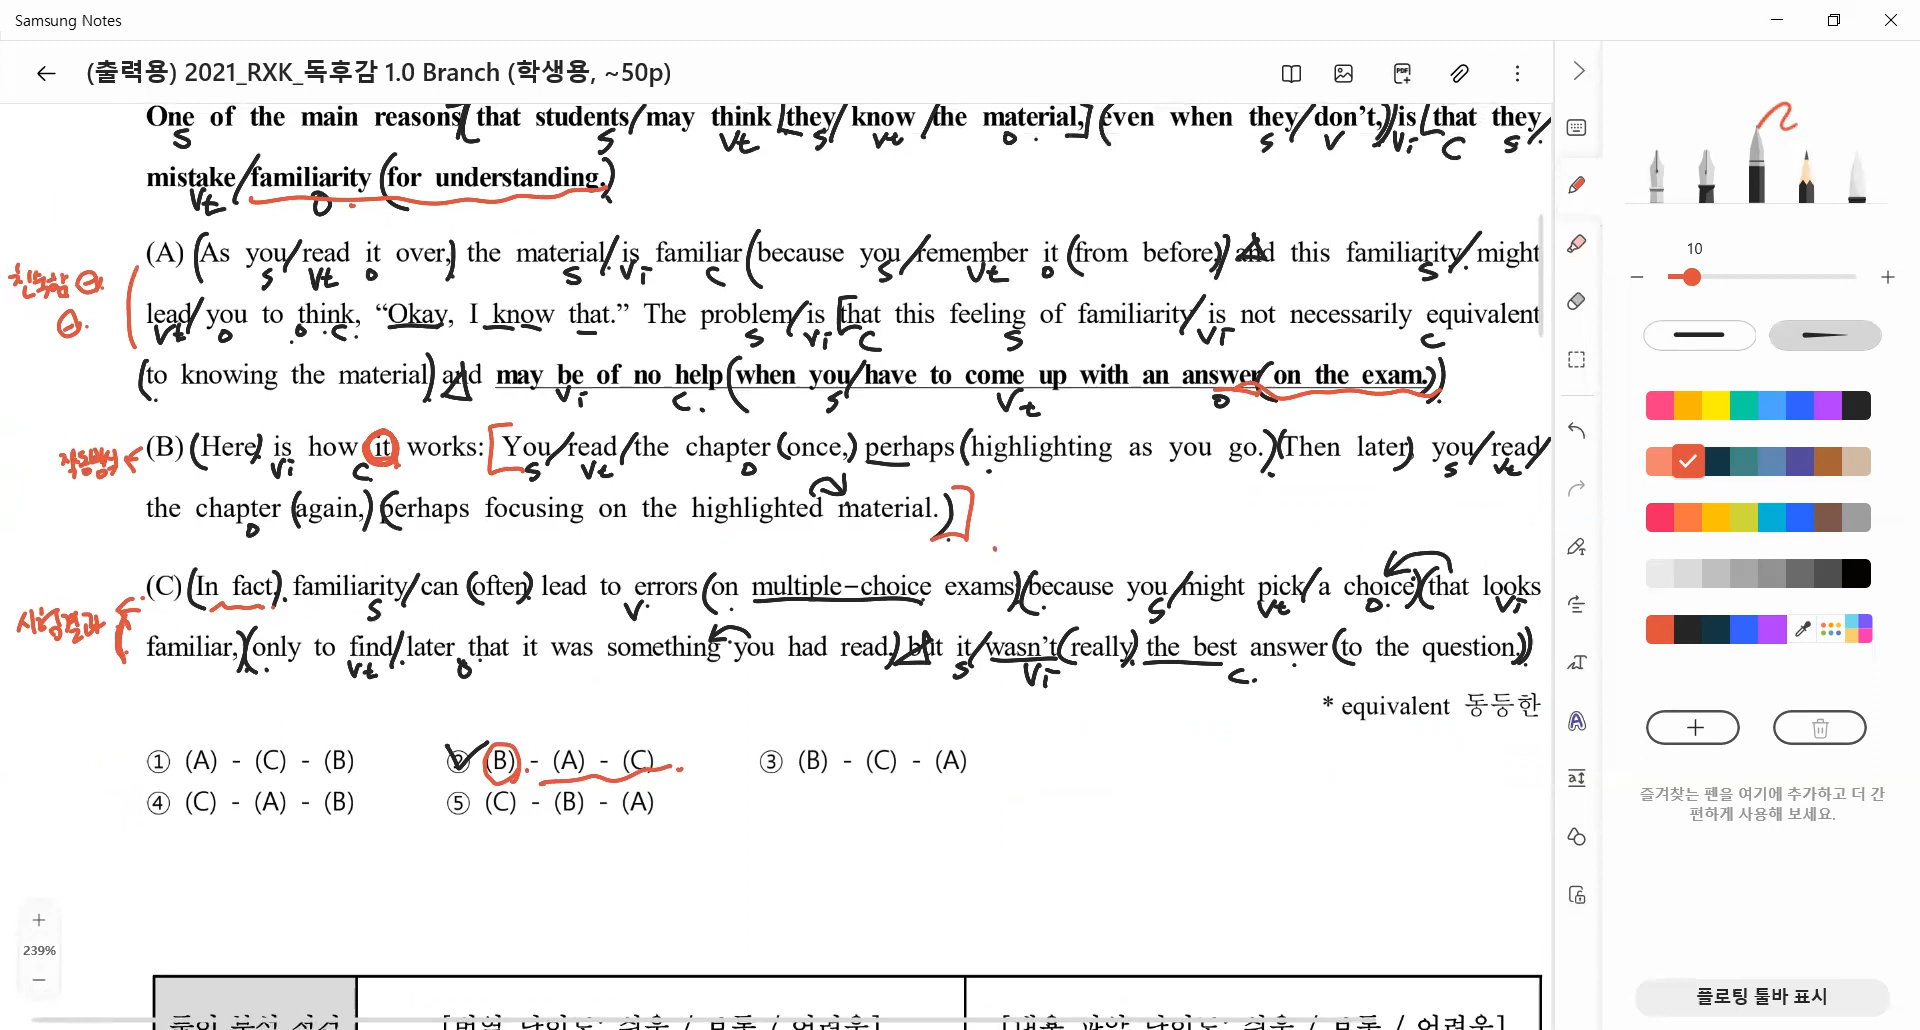 Samsung Notes
(출력용) 2021_RXK_독후감 1.0 Branch (학생용, ~50p)
One of the main reasons that students may think they know the material, even when they don't, is that they
mistake familiarity for understanding.
(A) As you read it over, the material is familiar because you remember it from before, and this familiarity might
lead you to think, “Okay, I know that.” The problem is that this feeling of familiarity is not necessarily equivalent
to knowing the material and may be of no help when you have to come up with an answer on the exam.
(B) Here is how it works: You read the chapter once, perhaps highlighting as you go. Then later, you read
the chapter again, perhaps focusing on the highlighted material.
(C) In fact, familiarity can often lead to errors on multiple-choice exams because you might pick a choice that looks
familiar, only to find later that it was something you had read, but it wasn't really the best answer to the question.
* equivalent 동등한
① (A) - (C) - (B) ② (B) - (A) - (C) ③ (B) - (C) - (A)
④ (C) - (A) - (B) ⑤ (C) - (B) - (A)
친숙함
작동방식
시험결과
239%
10
즐겨찾는 펜을 여기에 추가하고 더 간
편하게 사용해 보세요.
플로팅 툴바 표시